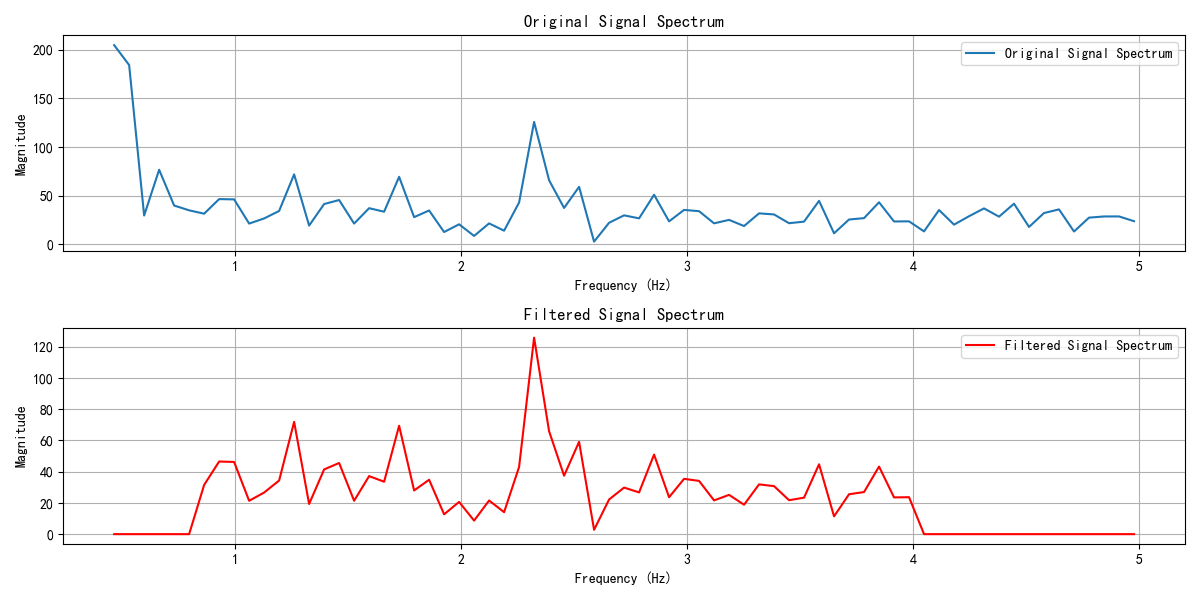 Original Signal Spectrum
200
150
100
50
0
Magnitude
Original Signal Spectrum
1 2 3 4 5
Frequency (Hz)
Filtered Signal Spectrum
120
100
80
60
40
20
0
Magnitude
Filtered Signal Spectrum
1 2 3 4 5
Frequency (Hz)